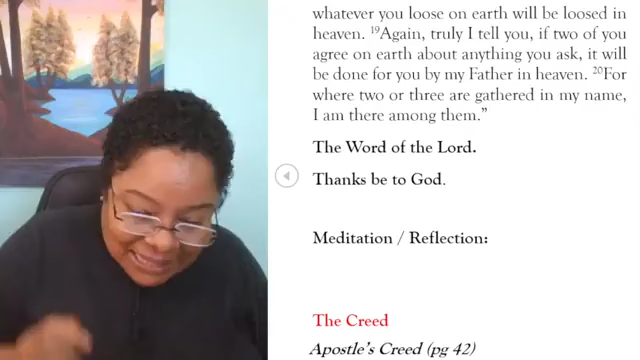 whatever you loose on earth will be loosed in
heaven. 19Again, truly I tell you, if two of you
agree on earth about anything you ask, it will
be done for you by my Father in heaven. 20For
where two or three are gathered in my name,
I am there among them.”
The Word of the Lord.
Thanks be to God.
Meditation / Reflection:
The Creed
Apostle’s Creed (pg 42)